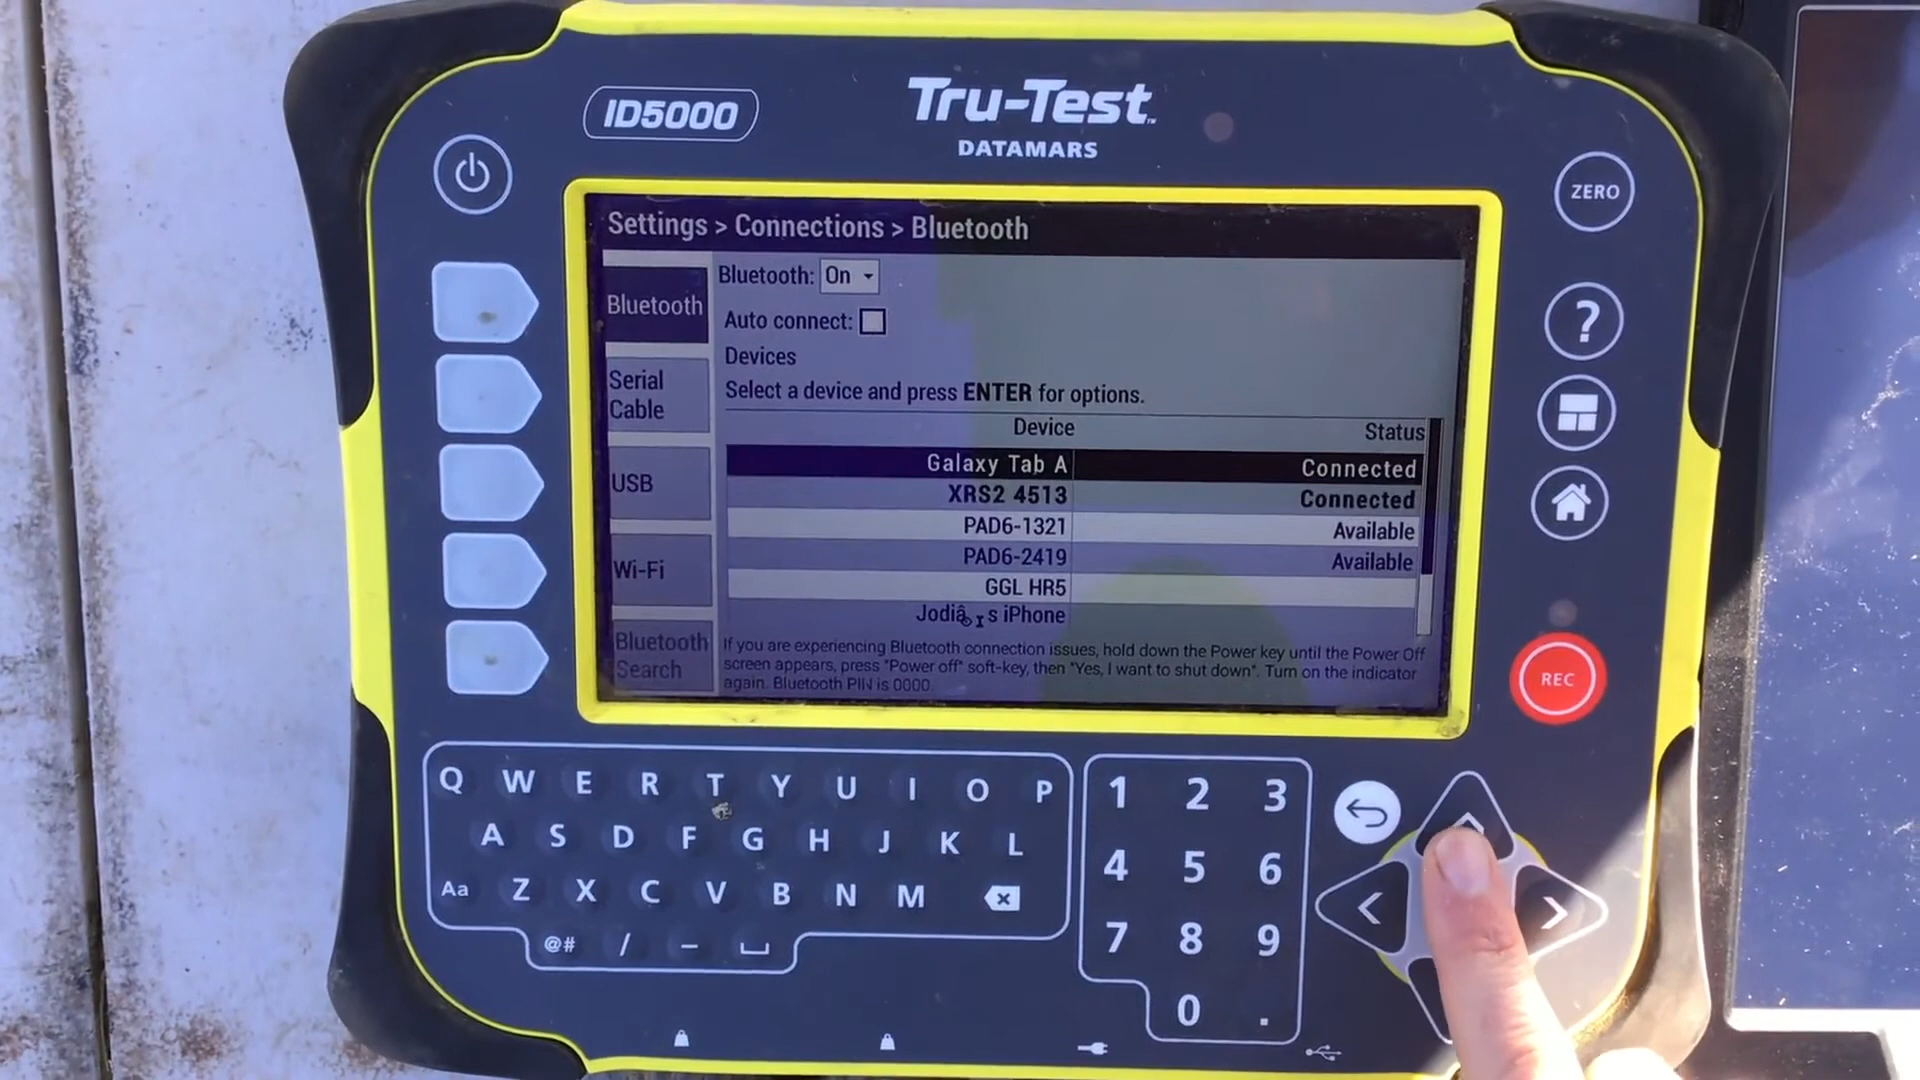 ID5000
Tru-Test™
DATAMARS
ZERO
?
REC
Settings > Connections > Bluetooth
Bluetooth
Serial
Cable
USB
Wi-Fi
Bluetooth
Search
Bluetooth: On
Auto connect:
Devices
Select a device and press ENTER for options.
Device Status
Galaxy Tab A Connected
XRS2 4513 Connected
PAD6-1321 Available
PAD6-2419 Available
GGL HR5
Jodiâ s iPhone
If you are experiencing Bluetooth connection issues, hold down the Power key until the Power Off
screen appears, press "Power off" soft-key, then "Yes, I want to shut down". Turn on the indicator
again. Bluetooth PIN is 0000.
Q W E R T Y U I O P
A S D F G H J K L
Aa Z X C V B N M
@# / –
1 2 3
4 5 6
7 8 9
0 .